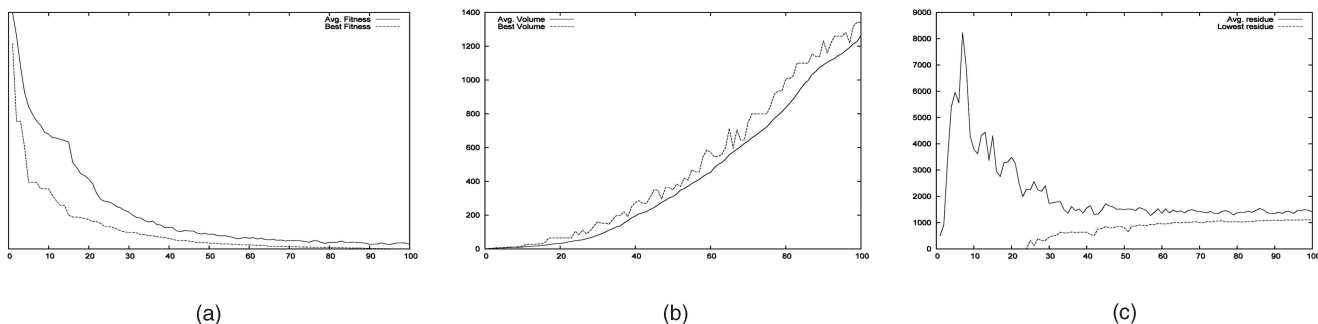 Avg. Fitness
Best Fitness
0 10 20 30 40 50 60 70 80 90 100
(a)
Avg. Volume
Best Volume
1400
1200
1000
800
600
400
200
0
0 20 40 60 80 100
(b)
Avg. residue
Lowest residue
9000
8000
7000
6000
5000
4000
3000
2000
1000
0
0 10 20 30 40 50 60 70 80 90 100
(c)